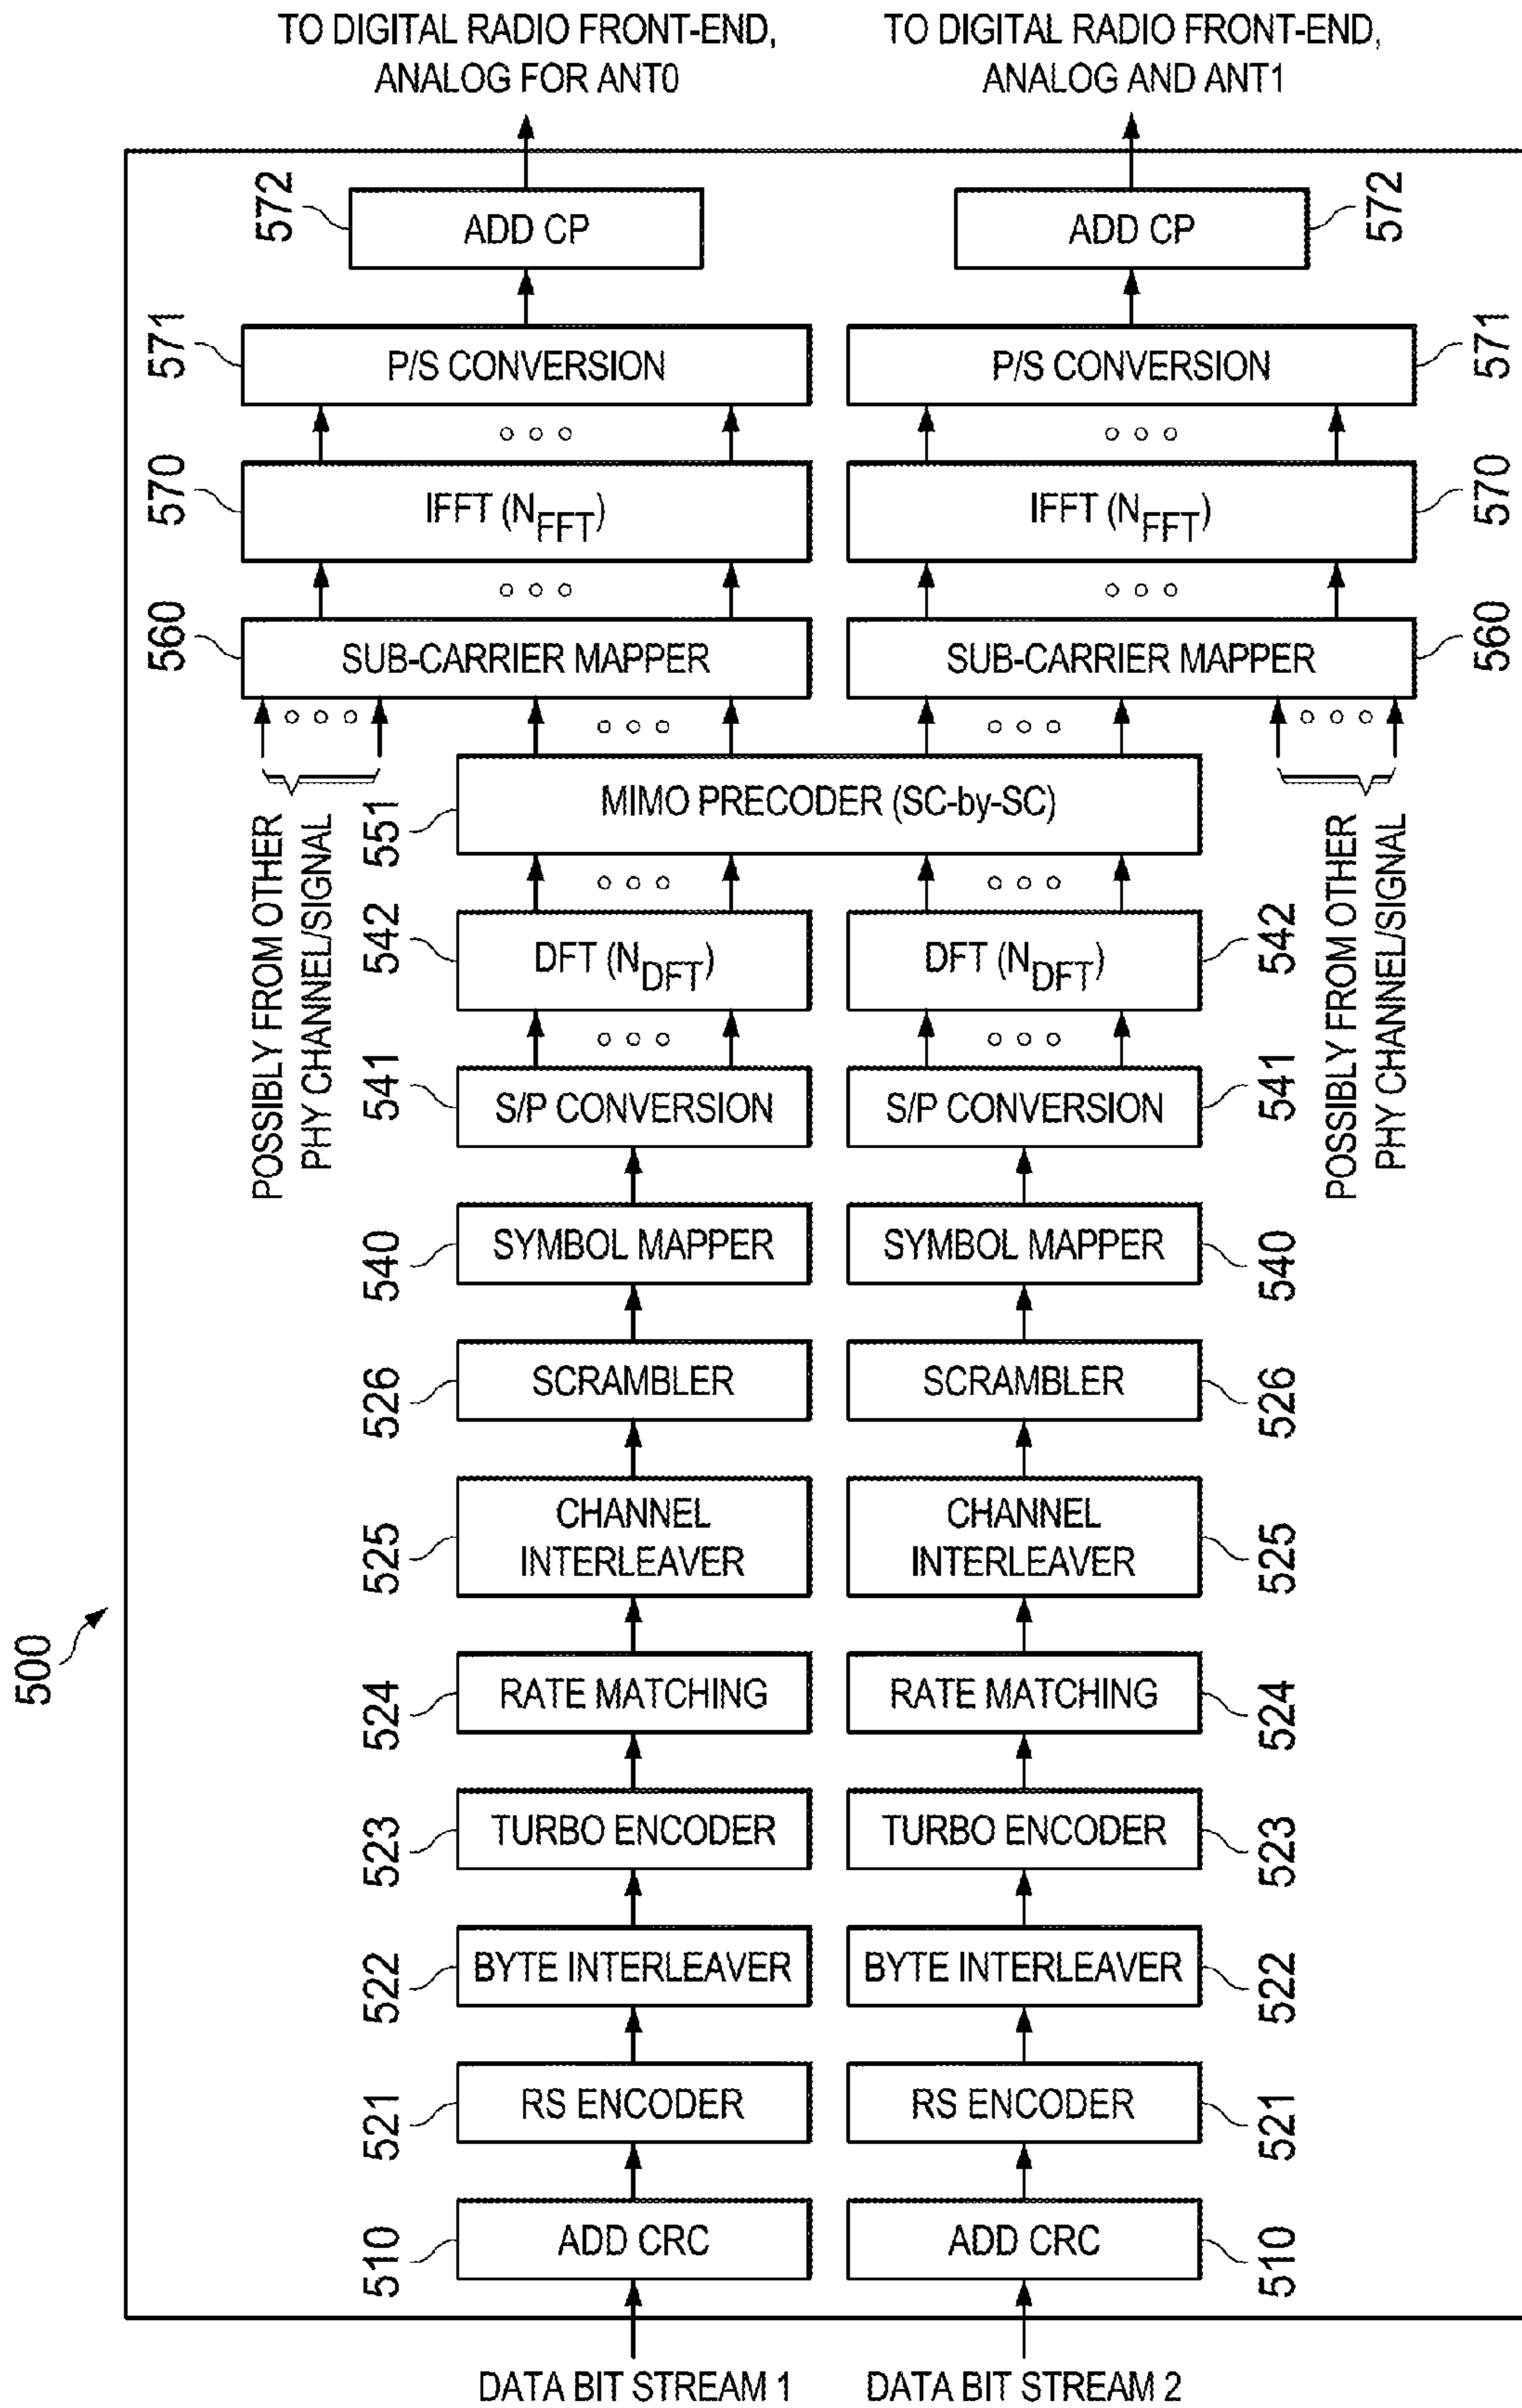 TO DIGITAL RADIO FRONT-END,
ANALOG FOR ANT0
TO DIGITAL RADIO FRONT-END,
ANALOG AND ANT1
572
ADD CP
ADD CP
572
571
P/S CONVERSION
P/S CONVERSION
571
570
IFFT (NFFT)
IFFT (NFFT)
570
560
SUB-CARRIER MAPPER
SUB-CARRIER MAPPER
560
POSSIBLY FROM OTHER
PHY CHANNEL/SIGNAL
551
MIMO PRECODER (SC-by-SC)
POSSIBLY FROM OTHER
PHY CHANNEL/SIGNAL
542
DFT (NDFT)
DFT (NDFT)
542
541
S/P CONVERSION
S/P CONVERSION
541
540
SYMBOL MAPPER
SYMBOL MAPPER
540
526
SCRAMBLER
SCRAMBLER
526
525
CHANNEL
INTERLEAVER
CHANNEL
INTERLEAVER
525
500
524
RATE MATCHING
RATE MATCHING
524
523
TURBO ENCODER
TURBO ENCODER
523
522
BYTE INTERLEAVER
BYTE INTERLEAVER
522
521
RS ENCODER
RS ENCODER
521
510
ADD CRC
ADD CRC
510
DATA BIT STREAM 1
DATA BIT STREAM 2